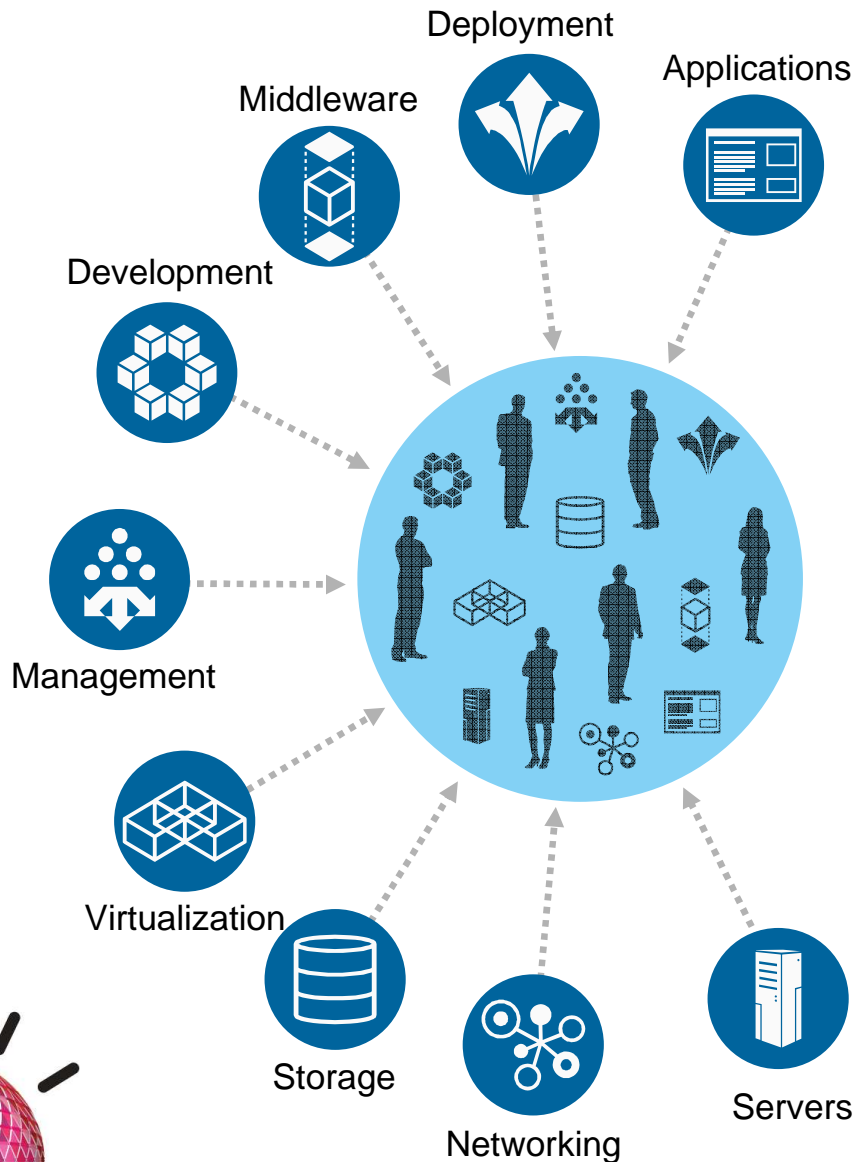 Deployment
Applications
Middleware
Development
Management
Virtualization
Storage
Servers
Networking